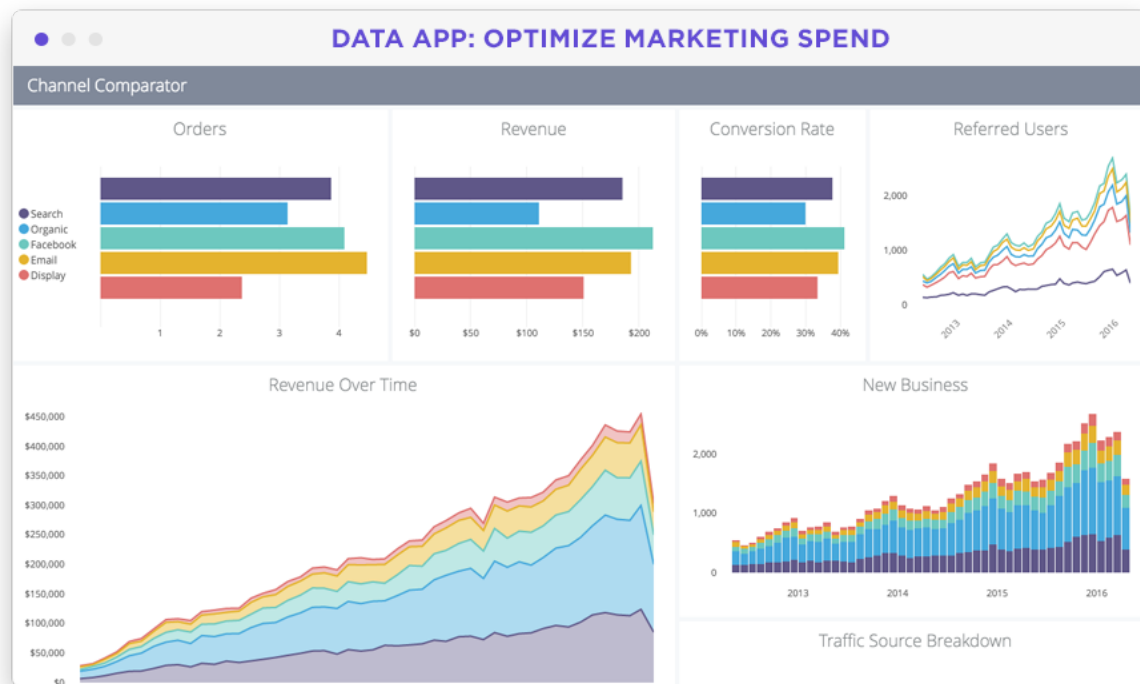 DATA APP: OPTIMIZE MARKETING SPEND
Channel Comparator
Orders
Search
Organic
Facebook
Email
Display
1 2 3 4
Revenue
$0 $50 $100 $150 $200
Conversion Rate
0% 10% 20% 30% 40%
Referred Users
2,000
1,000
0
2013 2014 2015 2016
Revenue Over Time
$450,000
$400,000
$350,000
$300,000
$250,000
$200,000
$150,000
$100,000
$50,000
$0
New Business
2,000
1,000
0
2013 2014 2015 2016
Traffic Source Breakdown